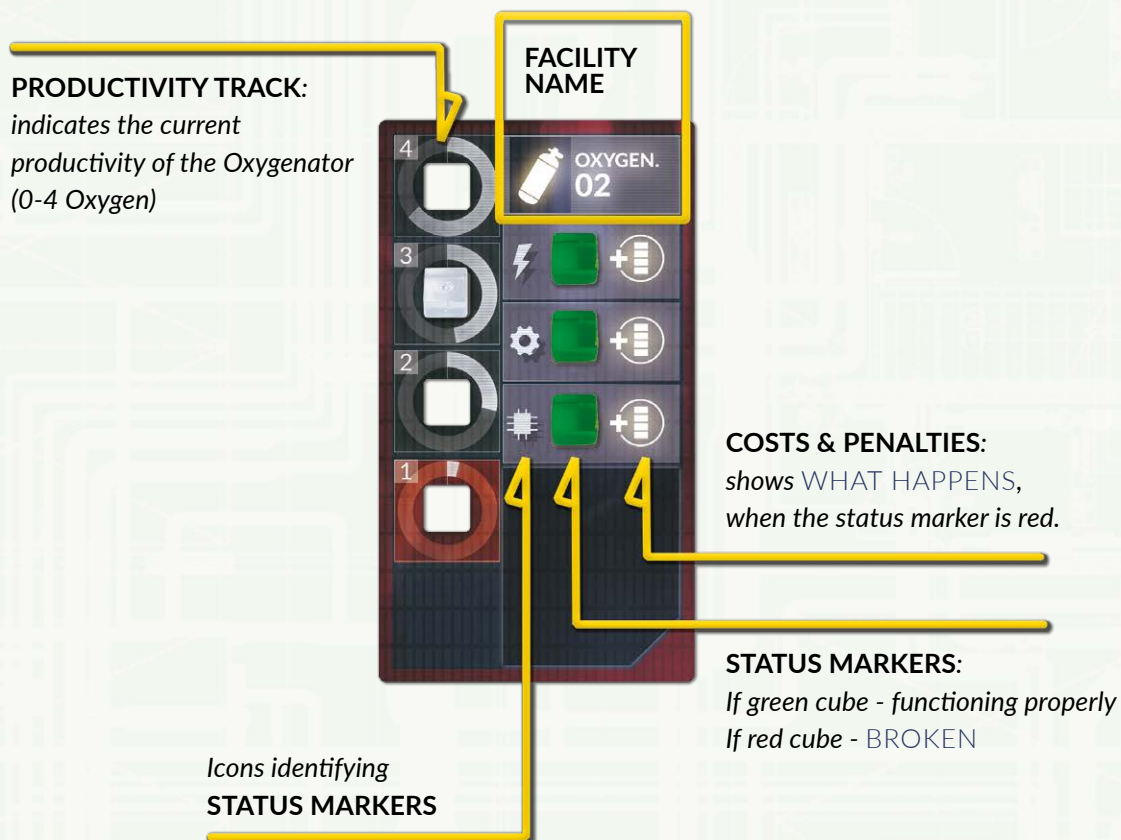 FACILITY
NAME
PRODUCTIVITY TRACK:
indicates the current
productivity of the Oxygenator
(0-4 Oxygen)
4
OXYGEN.
02
3
2
1
COSTS & PENALTIES:
shows WHAT HAPPENS,
when the status marker is red.
STATUS MARKERS:
If green cube - functioning properly
If red cube - BROKEN
Icons identifying
STATUS MARKERS